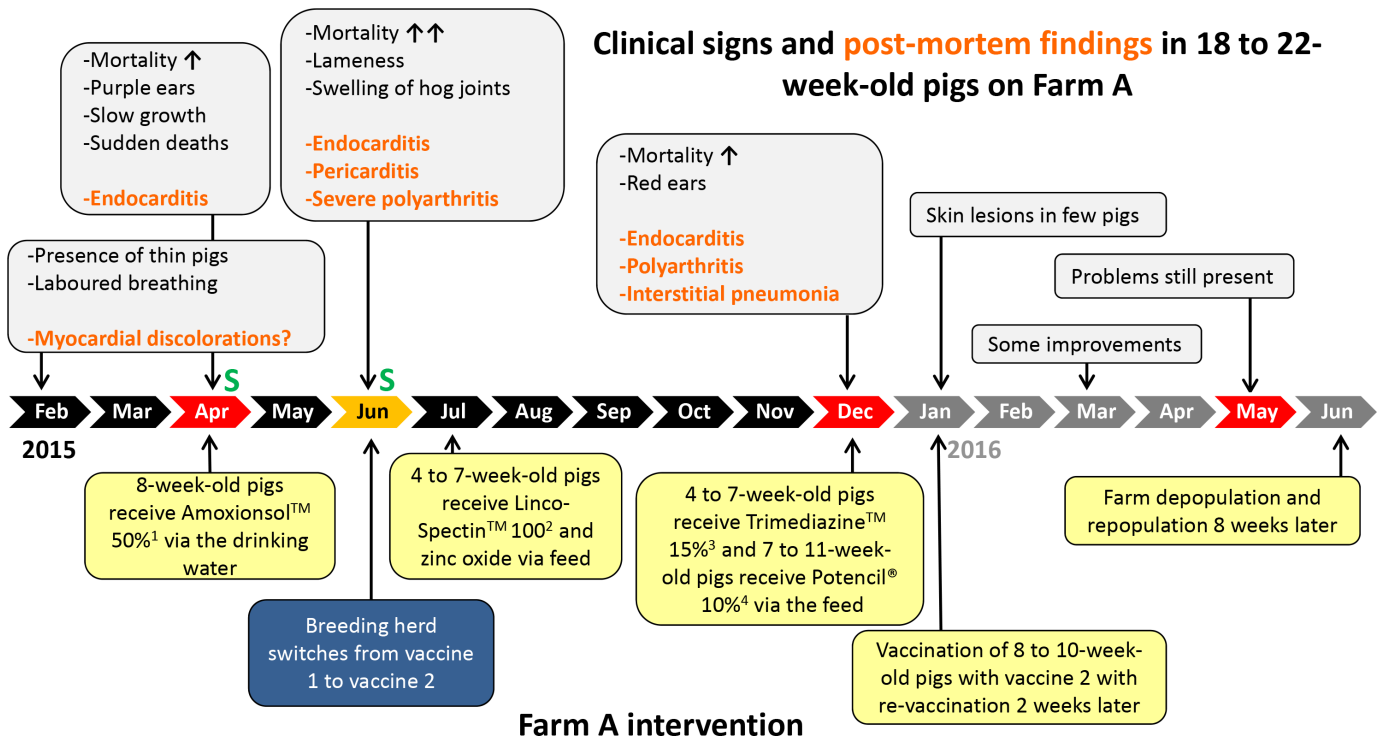 Clinical signs and post-mortem findings in 18 to 22-
week-old pigs on Farm A
-Mortality ↑
-Purple ears
-Slow growth
-Sudden deaths
-Endocarditis
-Mortality ↑↑
-Lameness
-Swelling of hog joints
-Endocarditis
-Pericarditis
-Severe polyarthritis
-Presence of thin pigs
-Laboured breathing
-Myocardial discolorations?
-Mortality ↑
-Red ears
-Endocarditis
-Polyarthritis
-Interstitial pneumonia
Skin lesions in few pigs
Problems still present
Some improvements
S
S
Feb Mar Apr May Jun Jul Aug Sep Oct Nov Dec Jan Feb Mar Apr May Jun
2015
2016
8-week-old pigs
receive Amoxionsol™
50%¹ via the drinking
water
4 to 7-week-old pigs
receive Linco-
Spectin™ 100² and
zinc oxide via feed
4 to 7-week-old pigs
receive Trimediazine™
15%³ and 7 to 11-week-
old pigs receive Potencil®
10%⁴ via the feed
Farm depopulation and
repopulation 8 weeks later
Breeding herd
switches from vaccine
1 to vaccine 2
Vaccination of 8 to 10-week-
old pigs with vaccine 2 with
re-vaccination 2 weeks later
Farm A intervention